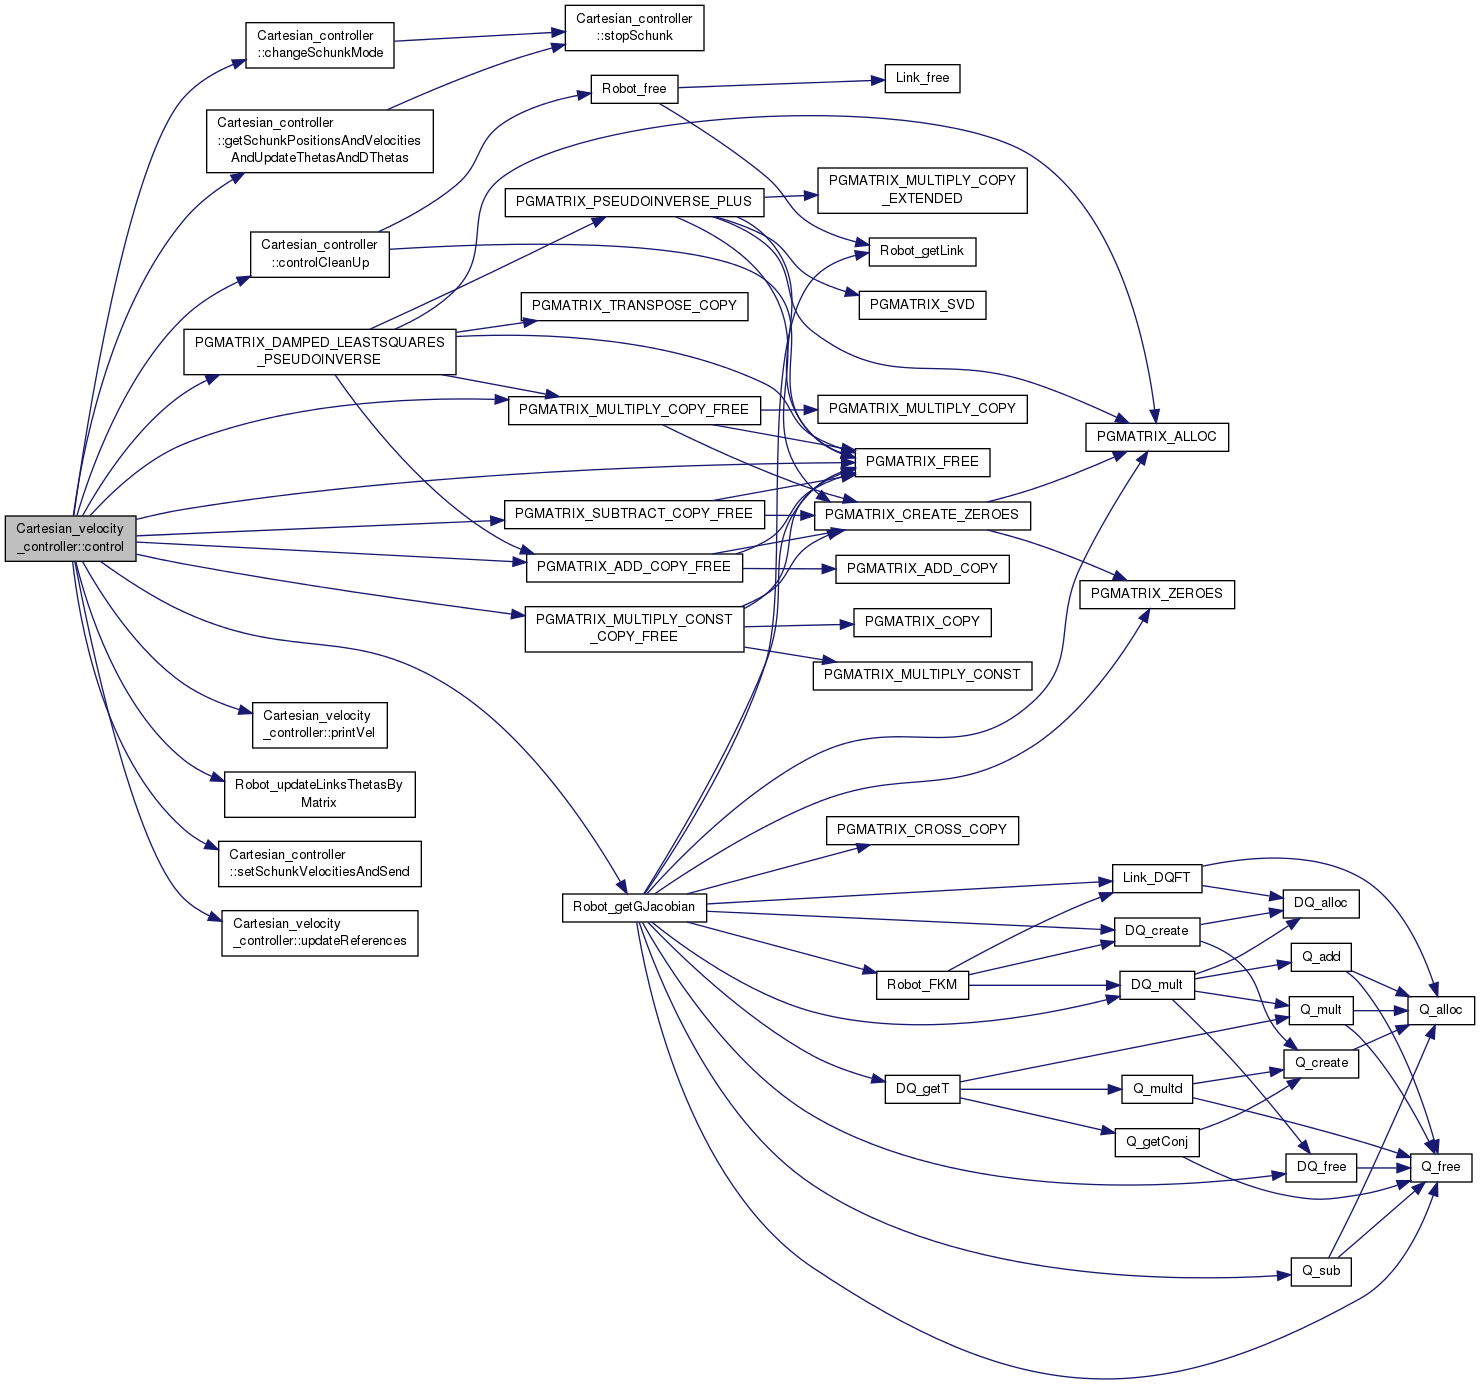 Cartesian_controller
::changeSchunkMode
Cartesian_controller
::stopSchunk
Link_free
Robot_free
Cartesian_controller
::getSchunkPositionsAndVelocities
AndUpdateThetasAndDThetas
PGMATRIX_MULTIPLY_COPY
_EXTENDED
PGMATRIX_PSEUDOINVERSE_PLUS
Cartesian_controller
::controlCleanUp
Robot_getLink
PGMATRIX_TRANSPOSE_COPY
PGMATRIX_SVD
PGMATRIX_DAMPED_LEASTSQUARES
_PSEUDOINVERSE
PGMATRIX_MULTIPLY_COPY_FREE
PGMATRIX_MULTIPLY_COPY
PGMATRIX_ALLOC
PGMATRIX_FREE
Cartesian_velocity
_controller::control
PGMATRIX_SUBTRACT_COPY_FREE
PGMATRIX_CREATE_ZEROES
PGMATRIX_ADD_COPY_FREE
PGMATRIX_ADD_COPY
PGMATRIX_ZEROES
PGMATRIX_MULTIPLY_CONST
_COPY_FREE
PGMATRIX_COPY
PGMATRIX_MULTIPLY_CONST
Cartesian_velocity
_controller::printVel
Robot_updateLinksThetasBy
Matrix
Cartesian_controller
::setSchunkVelocitiesAndSend
Cartesian_velocity
_controller::updateReferences
Robot_getGJacobian
PGMATRIX_CROSS_COPY
Link_DQFT
DQ_alloc
DQ_create
Q_add
Robot_FKM
DQ_mult
Q_mult
Q_alloc
Q_create
DQ_getT
Q_multd
Q_getConj
DQ_free
Q_free
Q_sub